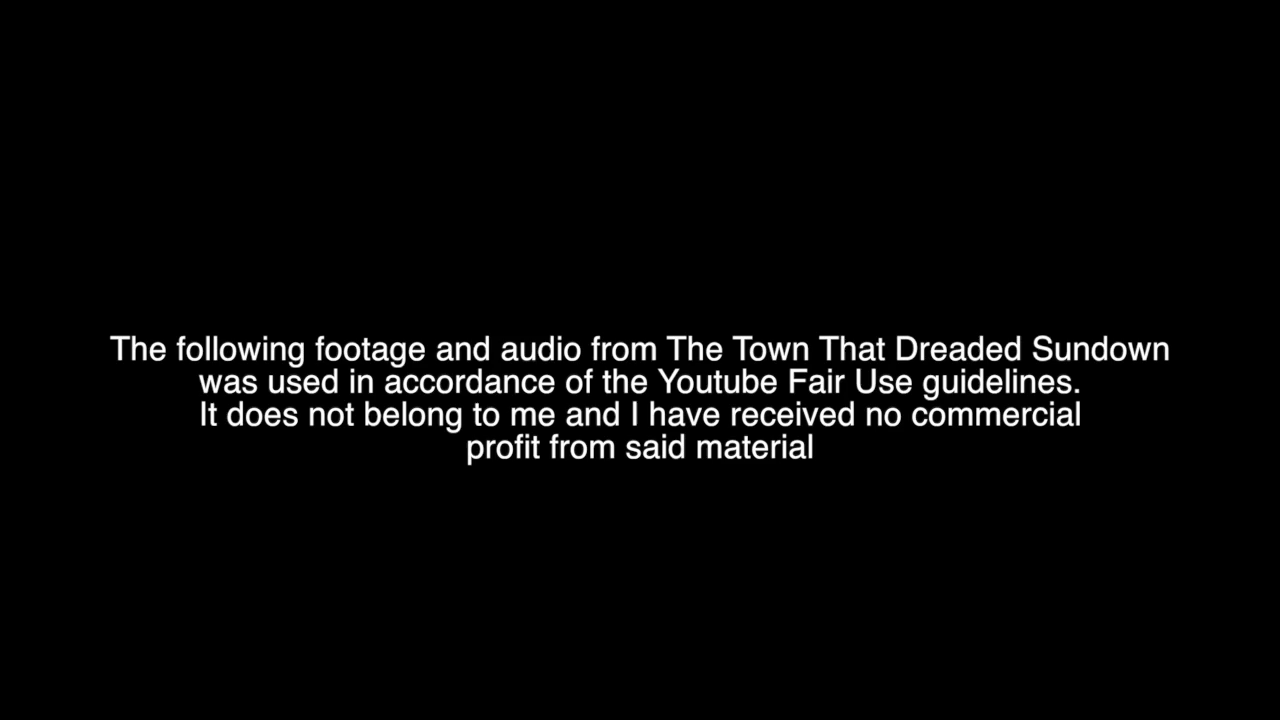 The following footage and audio from The Town That Dreaded Sundown
was used in accordance of the Youtube Fair Use guidelines.
It does not belong to me and I have received no commercial
profit from said material